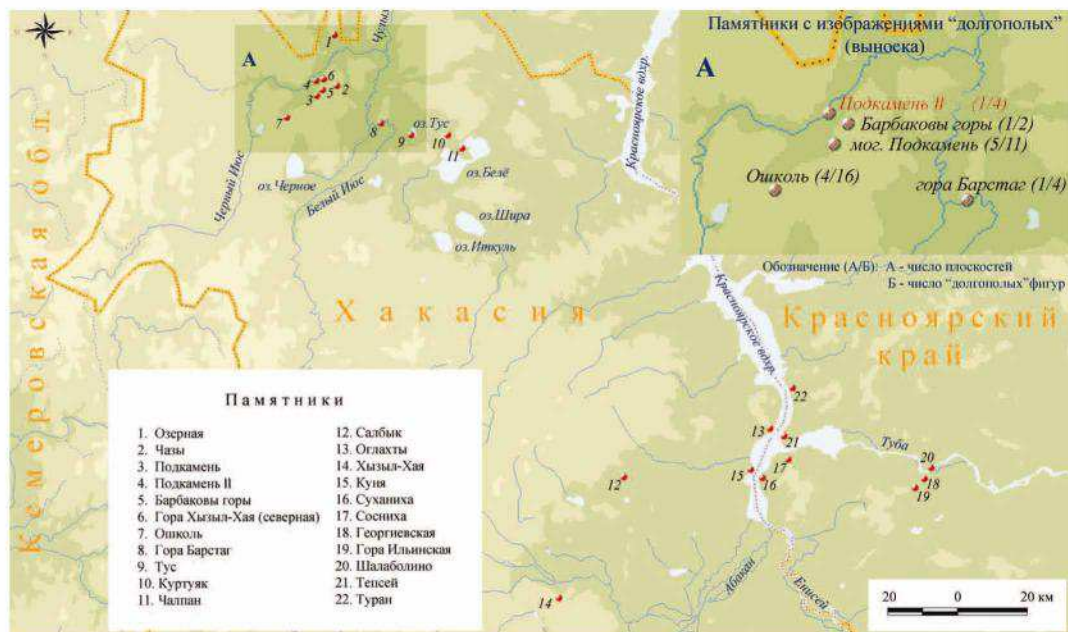 Памятники с изображениями “долгополых”
(выноска)
А
А
Чулым
Красноярское вдхр.
Подкамень II (1/4)
Барбаковы горы (1/2)
мог. Подкамень (5/11)
Ошколь (4/16)
гора Барстаг (1/4)
Обозначение (А/Б): А - число плоскостей
Б - число “долгополых” фигур
1
4
6
3
5
2
7
8
9
оз.Тус
10
11
оз.Черное
Черный Июс
Белый Июс
оз.Белё
оз.Шира
оз.Иткуль
Кемеровская обл.
Хакасия
Красноярский
край
Красноярское вдхр.
22
13
21
Туба
20
15
17
16
18
19
12
14
Абакан
Енисей
20 0 20 км
Памятники
1. Озерная
2. Чазы
3. Подкамень
4. Подкамень II
5. Барбаковы горы
6. Гора Хызыл-Хая (северная)
7. Ошколь
8. Гора Барстаг
9. Тус
10. Куртуяк
11. Чалпан
12. Салбык
13. Оглахты
14. Хызыл-Хая
15. Куня
16. Суханиха
17. Сосниха
18. Георгиевская
19. Гора Ильинская
20. Шалаболино
21. Тепсей
22. Туран